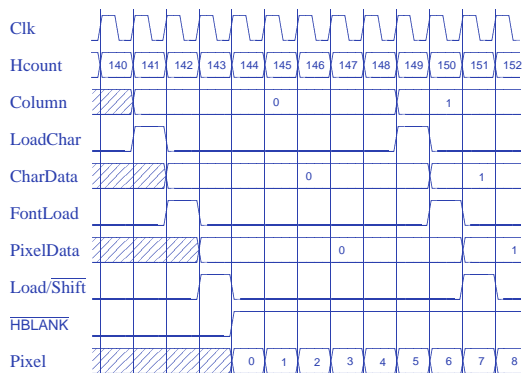 Clk
Hcount 140 141 142 143 144 145 146 147 148 149 150 151 152
Column 0 1
LoadChar
CharData 0 1
FontLoad
PixelData 0 1
Load/Shift
HBLANK
Pixel 0 1 2 3 4 5 6 7 8